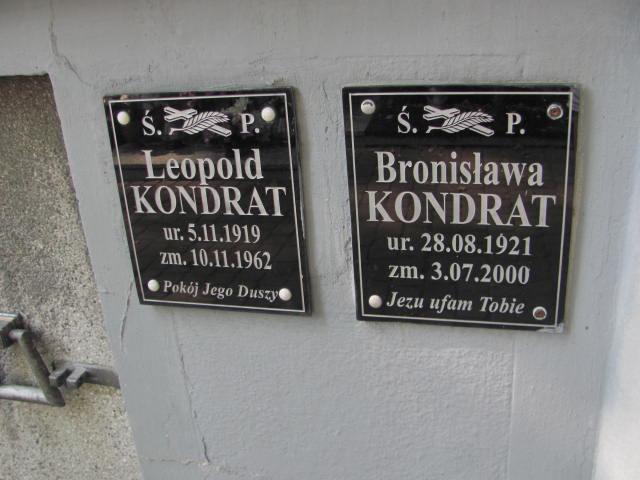 Ś. P.
Leopold
KONDRAT
ur. 5.11.1919
zm. 10.11.1962
Pokój Jego Duszy
Ś. P.
Bronisława
KONDRAT
ur. 28.08.1921
zm. 3.07.2000
Jezu ufam Tobie